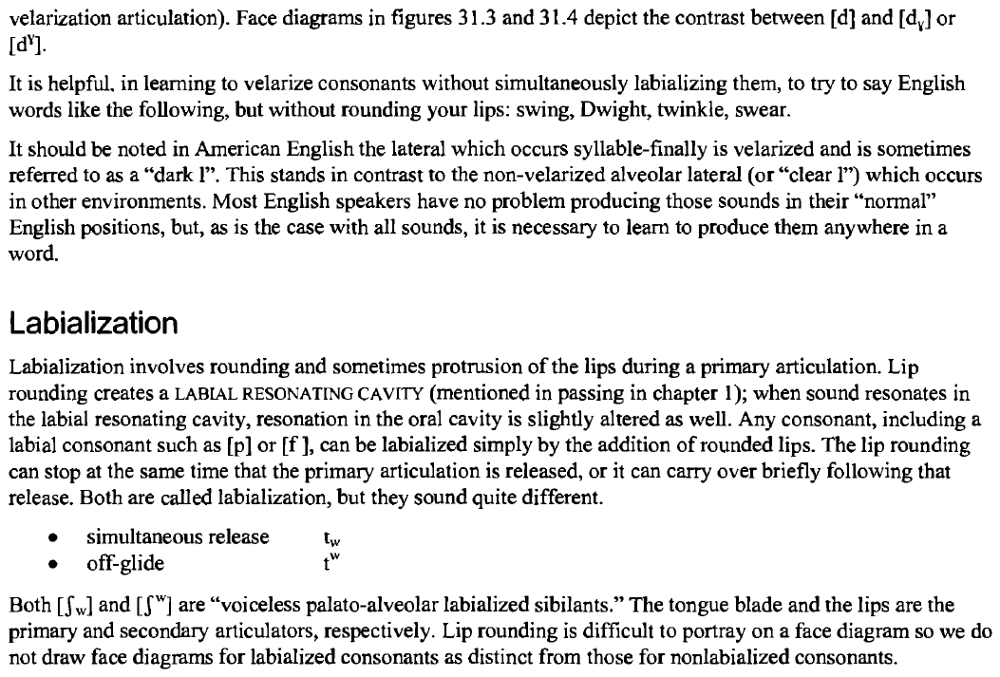 velarization articulation). Face diagrams in figures 31.3 and 31.4 depict the contrast between [d] and [dᵧ] or
[dˠ].
It is helpful, in learning to velarize consonants without simultaneously labializing them, to try to say English
words like the following, but without rounding your lips: swing, Dwight, twinkle, swear.
It should be noted in American English the lateral which occurs syllable-finally is velarized and is sometimes
referred to as a “dark l”. This stands in contrast to the non-velarized alveolar lateral (or “clear l”) which occurs
in other environments. Most English speakers have no problem producing those sounds in their “normal”
English positions, but, as is the case with all sounds, it is necessary to learn to produce them anywhere in a
word.
Labialization
Labialization involves rounding and sometimes protrusion of the lips during a primary articulation. Lip
rounding creates a LABIAL RESONATING CAVITY (mentioned in passing in chapter 1); when sound resonates in
the labial resonating cavity, resonation in the oral cavity is slightly altered as well. Any consonant, including a
labial consonant such as [p] or [f ], can be labialized simply by the addition of rounded lips. The lip rounding
can stop at the same time that the primary articulation is released, or it can carry over briefly following that
release. Both are called labialization, but they sound quite different.
• simultaneous release t_w
• off-glide tʷ
Both [ʃ_w] and [ʃʷ] are “voiceless palato-alveolar labialized sibilants.” The tongue blade and the lips are the
primary and secondary articulators, respectively. Lip rounding is difficult to portray on a face diagram so we do
not draw face diagrams for labialized consonants as distinct from those for nonlabialized consonants.